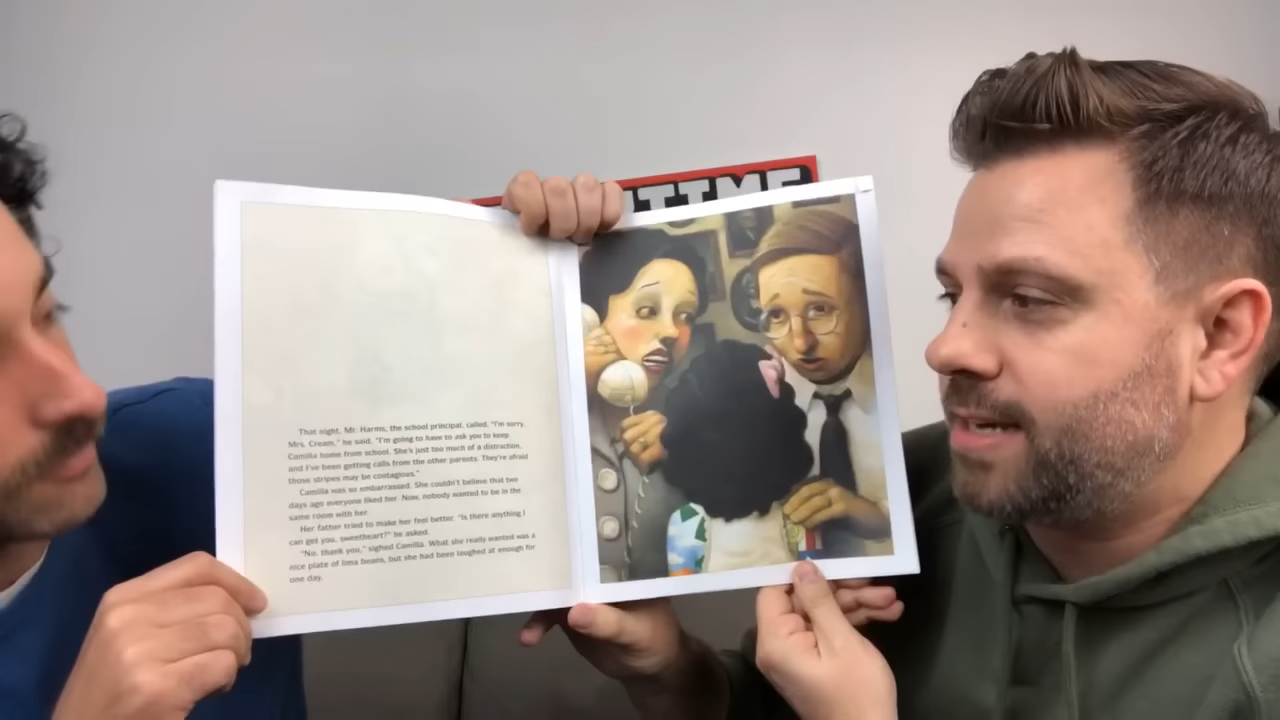 TIME
That night, Mr. Harms, the school principal, called. "I'm sorry,
Mrs. Cream," he said. "I'm going to have to ask you to keep
Camilla home from school. She's just too much of a distraction,
and I've been getting calls from the other parents. They're afraid
those stripes may be contagious."
Camilla was so embarrassed. She couldn't believe that two
days ago everyone liked her. Now, nobody wanted to be in the
same room with her.
Her father tried to make her feel better. "Is there anything I
can get you, sweetheart?" he asked.
"No, thank you," sighed Camilla. What she really wanted was a
nice plate of lima beans, but she had been laughed at enough for
one day.